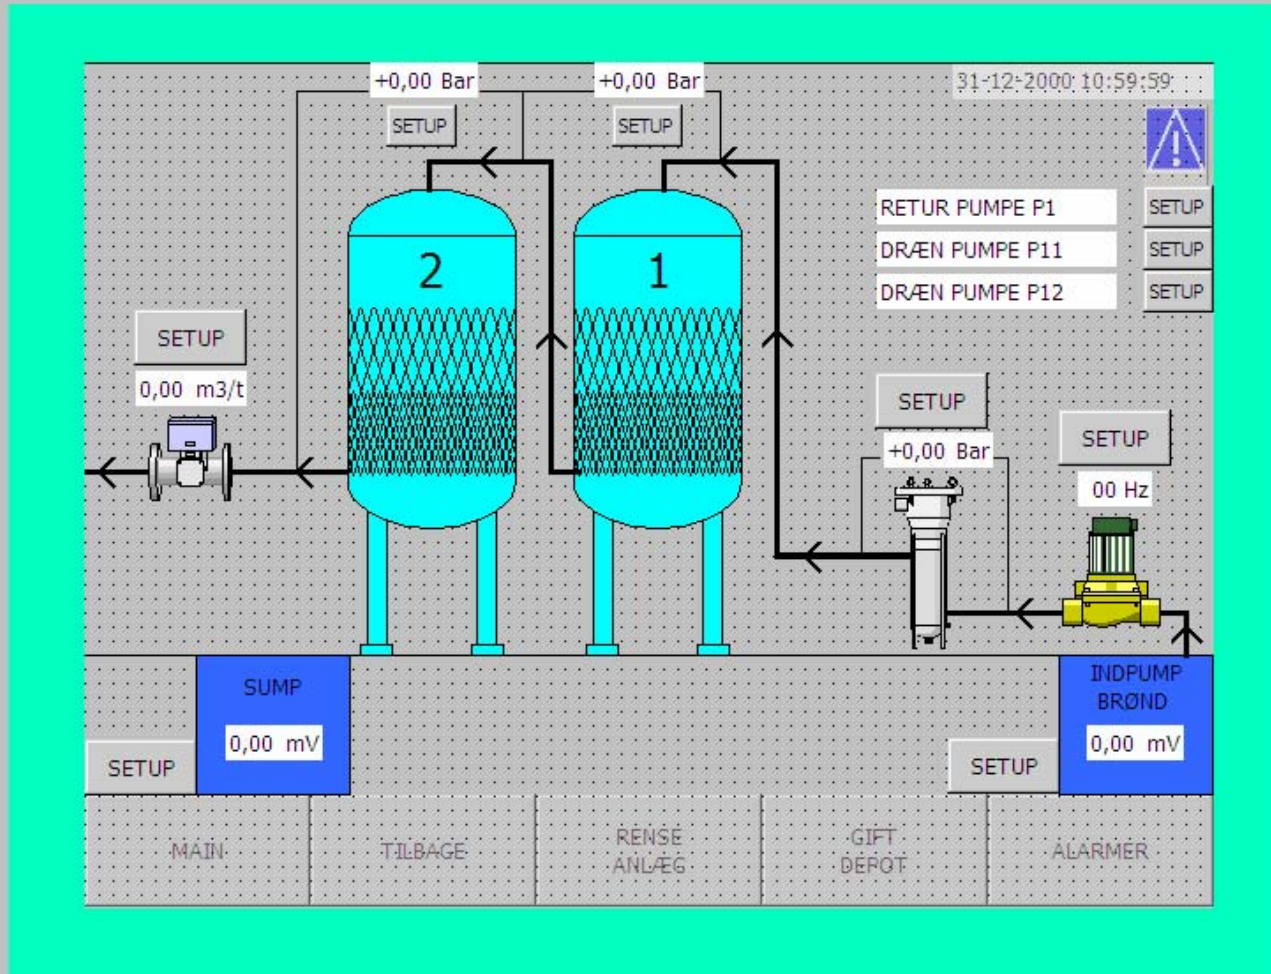 +0,00 Bar
+0,00 Bar
31-12-2000 10:59:59
SETUP
SETUP
RETUR PUMPE P1
SETUP
DRÆN PUMPE P11
SETUP
DRÆN PUMPE P12
SETUP
2
1
SETUP
0,00 m3/t
SETUP
+0,00 Bar
SETUP
00 Hz
SUMP
0,00 mV
SETUP
INDPUMP
BRØND
0,00 mV
SETUP
MAIN
TILBAGE
RENSE
ANLÆG
GIFT
DEPOT
ALARMER